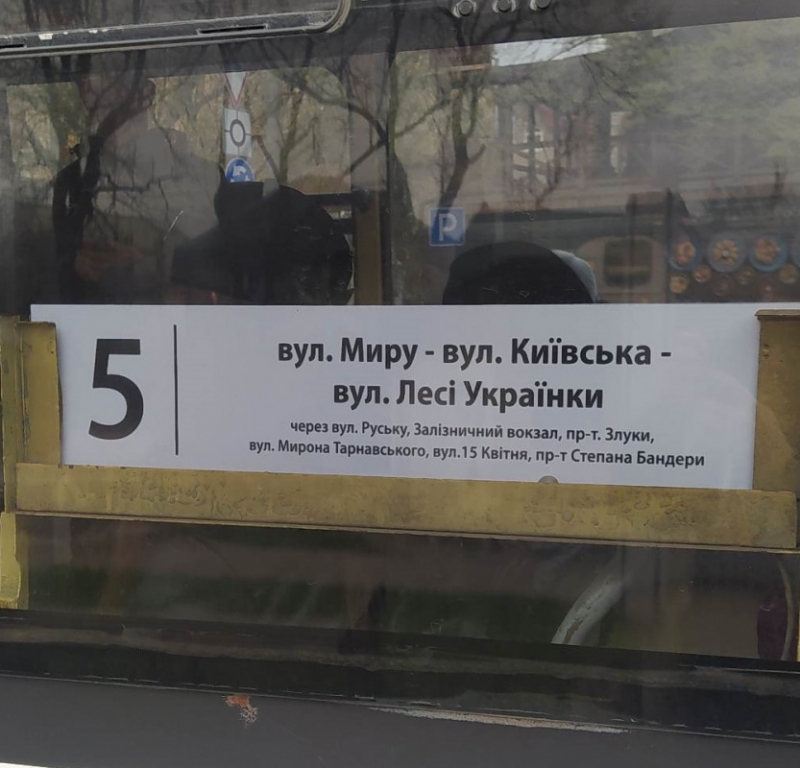 P
5
вул. Миру - вул. Київська -
вул. Лесі Українки
через вул. Руську, Залізничний вокзал, пр-т. Злуки,
вул. Мирона Тарнавського, вул.15 Квітня, пр-т Степана Бандери